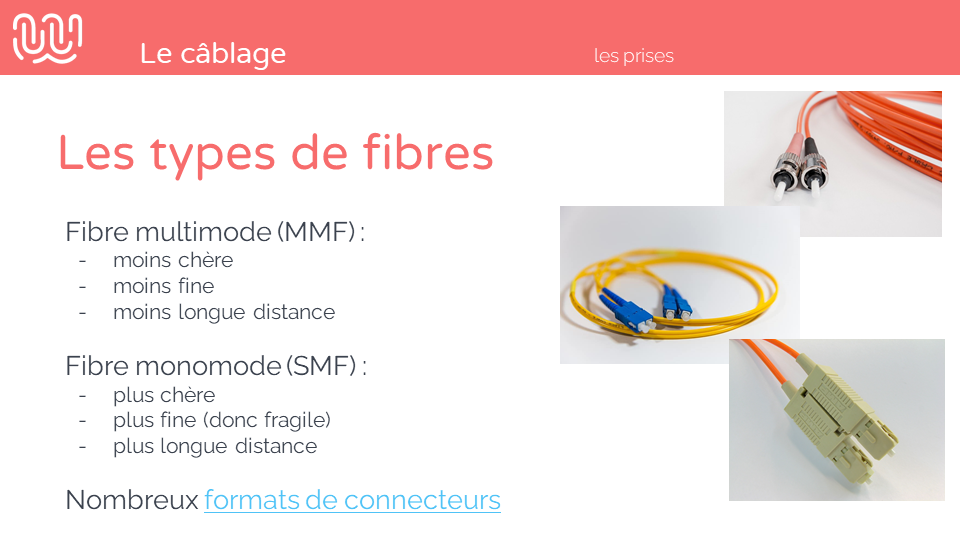 Le câblage
les prises
Les types de fibres
Fibre multimode (MMF) :
- moins chère
- moins fine
- moins longue distance
Fibre monomode (SMF) :
- plus chère
- plus fine (donc fragile)
- plus longue distance
Nombreux formats de connecteurs